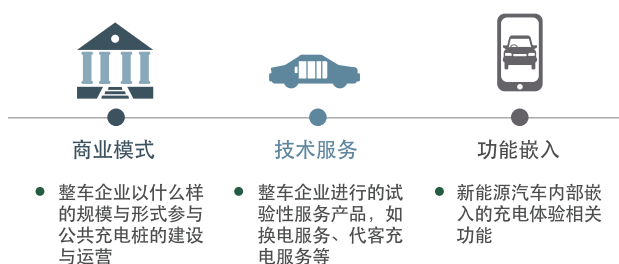 商业模式
技术服务
功能嵌入
整车企业以什么样
的规模与形式参与
公共充电桩的建设
与运营
整车企业进行的试
验性服务产品，如
换电服务、代客充
电服务等
新能源汽车内部嵌
入的充电体验相关
功能